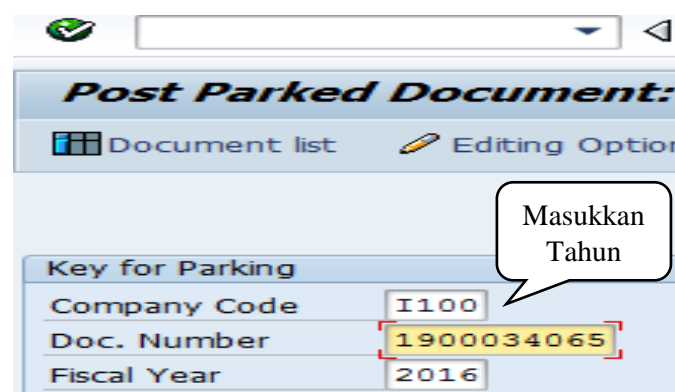 Post Parked Document:
Document list Editing Option
Masukkan
Tahun
Key for Parking
Company Code I100
Doc. Number 1900034065
Fiscal Year 2016